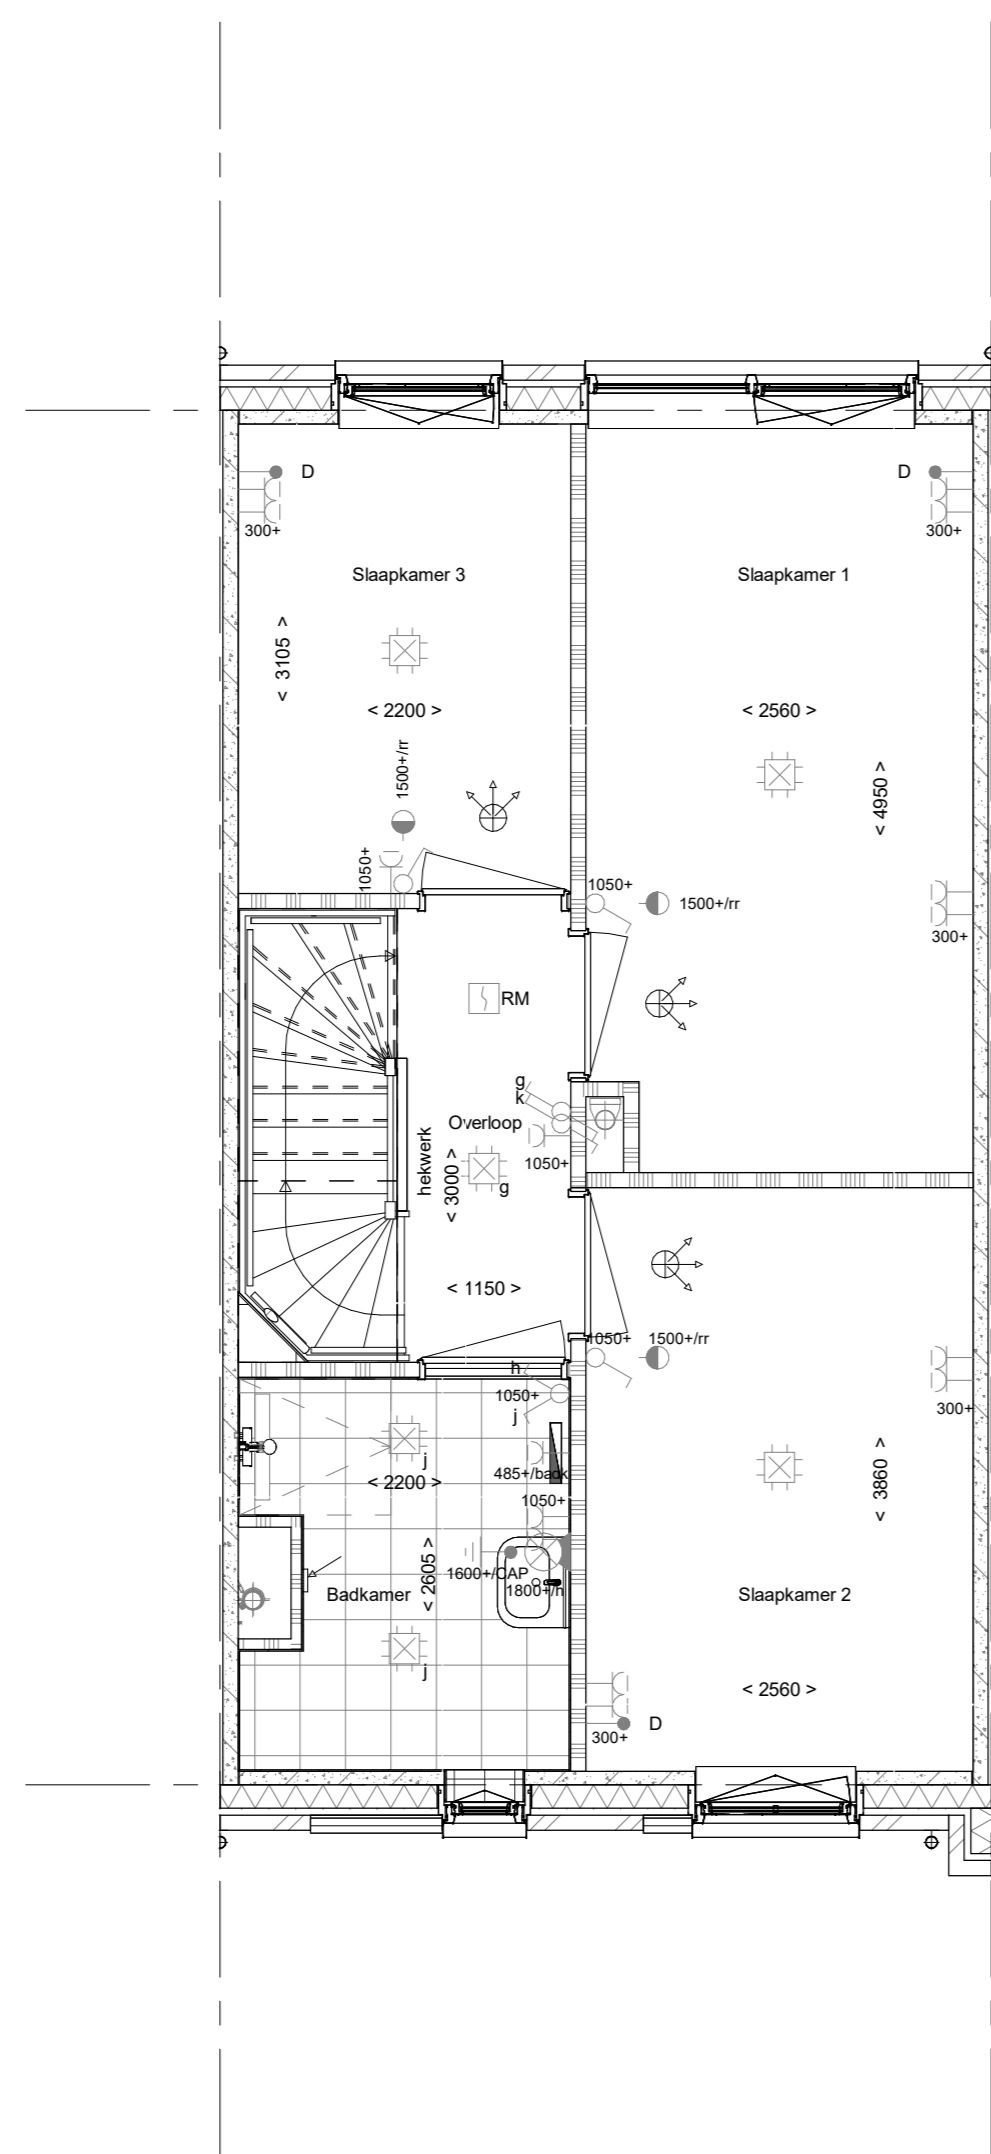 D
D
300+
300+
Slaapkamer 3
Slaapkamer 1
< 3105 >
< 2200 >
< 2560 >
1500+/rr
< 4950 >
1050+
1050+
1500+/rr
300+
RM
g
k
Overloop
hekwerk
1050+
< 3000 >
g
< 1150 >
1050+
1500+/rr
h
1050+
j
300+
j
< 2200 >
485+/badk
1050+
< 3860 >
< 2605 >
1600+/CAP
1800+/h
Badkamer
Slaapkamer 2
j
< 2560 >
D
300+